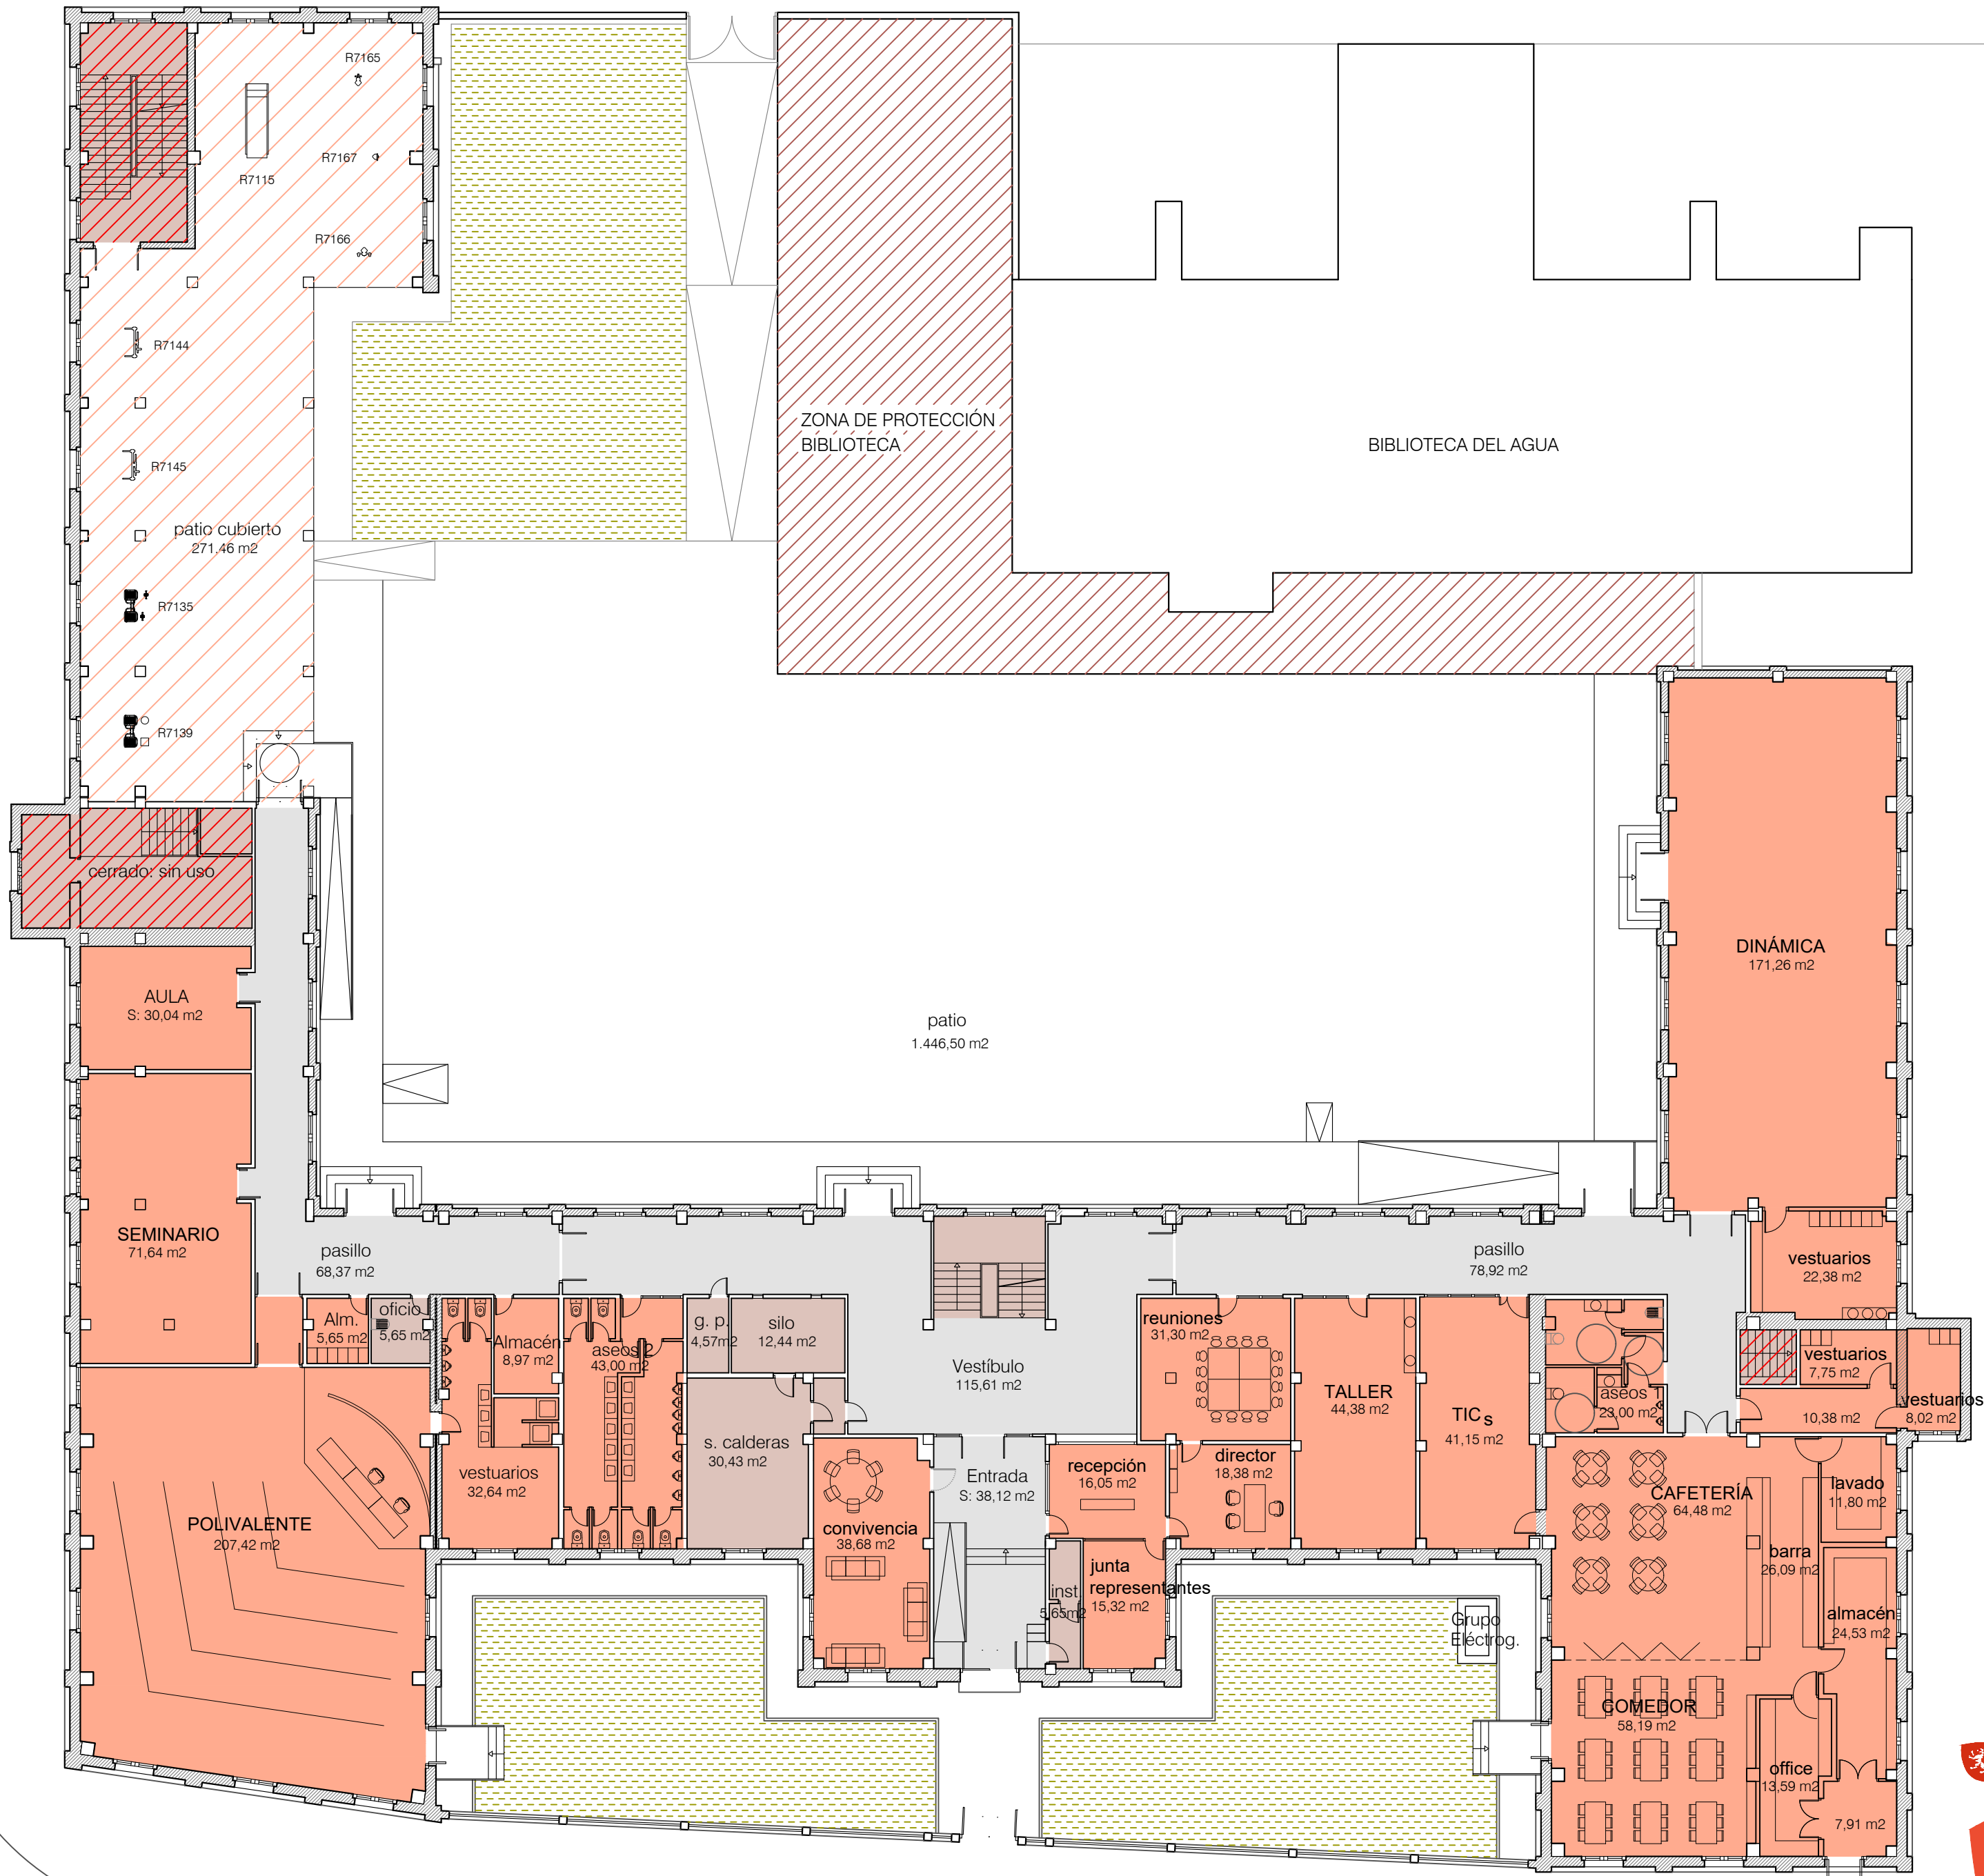 R7165
R7167
R7115
R7166
R7144
R7145
patio cubierto
271.46 m2
R7135
R7139
ZONA DE PROTECCIÓN
BIBLIOTECA
BIBLIOTECA DEL AGUA
cerrado: sin uso
AULA
S: 30,04 m2
SEMINARIO
71,64 m2
patio
1.446,50 m2
DINÁMICA
171,26 m2
pasillo
68,37 m2
pasillo
78,92 m2
vestuarios
22,38 m2
Alm.
5,65 m2
oficio
5,65 m2
Almacén
8,97 m2
aseos 2
43,00 m2
g. p.
4,57m2
silo
12,44 m2
Vestíbulo
115,61 m2
reuniones
31,30 m2
TALLER
44,38 m2
TICs
41,15 m2
aseos 1
23,00 m2
vestuarios
7,75 m2
10,38 m2
vestuarios
8,02 m2
POLIVALENTE
207,42 m2
vestuarios
32,64 m2
s. calderas
30,43 m2
convivencia
38,68 m2
Entrada
S: 38,12 m2
recepción
16,05 m2
director
18,38 m2
inst.
5,65m2
junta
representantes
15,32 m2
Grupo
Eléctrog.
CAFETERÍA
64,48 m2
lavado
11,80 m2
barra
26,09 m2
almacén
24,53 m2
COMEDOR
58,19 m2
office
13,59 m2
7,91 m2